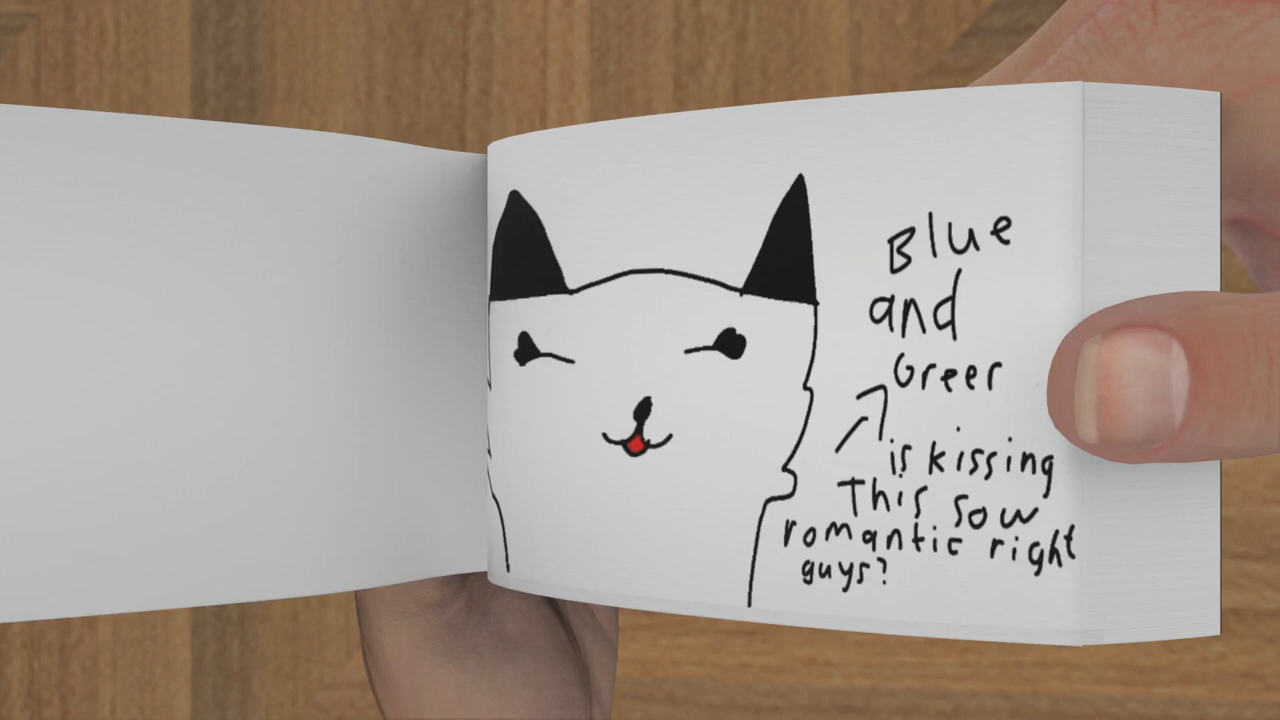 Blue
and
Greer
is kissing
This sow
romantic right
guys?